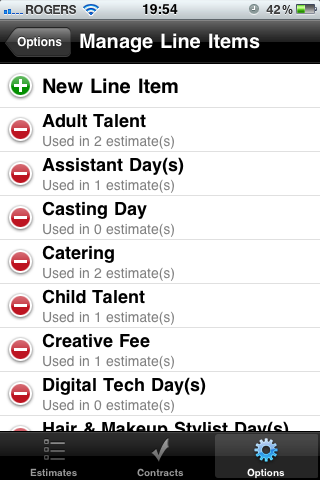 ROGERS 19:54 42%
Options Manage Line Items
New Line Item
Adult Talent
Used in 2 estimate(s)
Assistant Day(s)
Used in 1 estimate(s)
Casting Day
Used in 0 estimate(s)
Catering
Used in 2 estimate(s)
Child Talent
Used in 1 estimate(s)
Creative Fee
Used in 1 estimate(s)
Digital Tech Day(s)
Used in 0 estimate(s)
Hair & Makeup Stylist Day(s)
Estimates Contracts Options